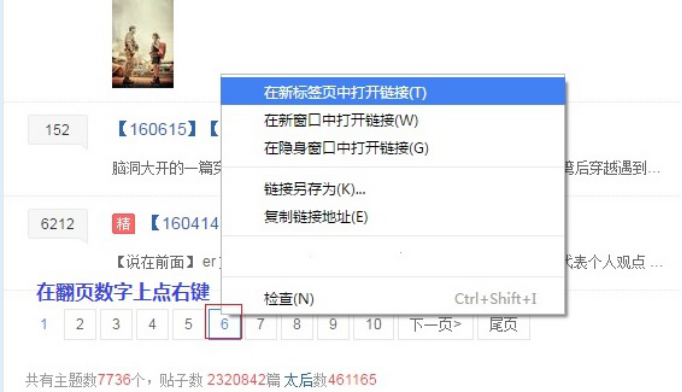 在新标签页中打开链接(T)
152
【160615】【
在新窗口中打开链接(W)
在隐身窗口中打开链接(G)
脑洞大开的一篇
后穿越遇到...
链接另存为(K)...
6212
精
【160414
复制链接地址(E)
【说在前面】er
代表个人观点 ...
在翻页数字上点右键
检查(N)
Ctrl+Shift+I
1 2 3 4 5 6 7 8 9 10 下一页> 尾页
共有主题数7736个，贴子数 2320842篇 太后数461165